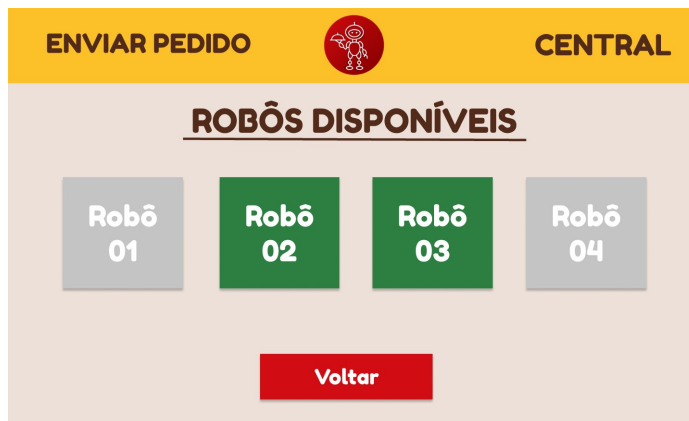 ENVIAR PEDIDO
CENTRAL
ROBÔS DISPONÍVEIS
Robô
01
Robô
02
Robô
03
Robô
04
Voltar